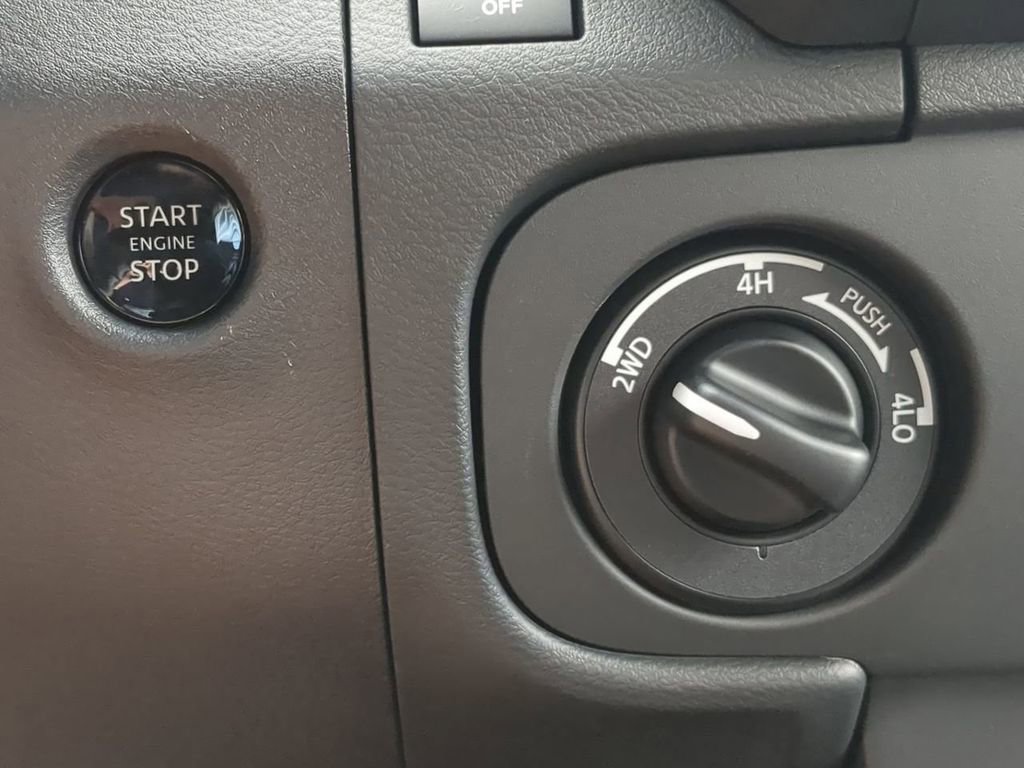 OFF
START
ENGINE
STOP
2WD
4H
PUSH
4LO